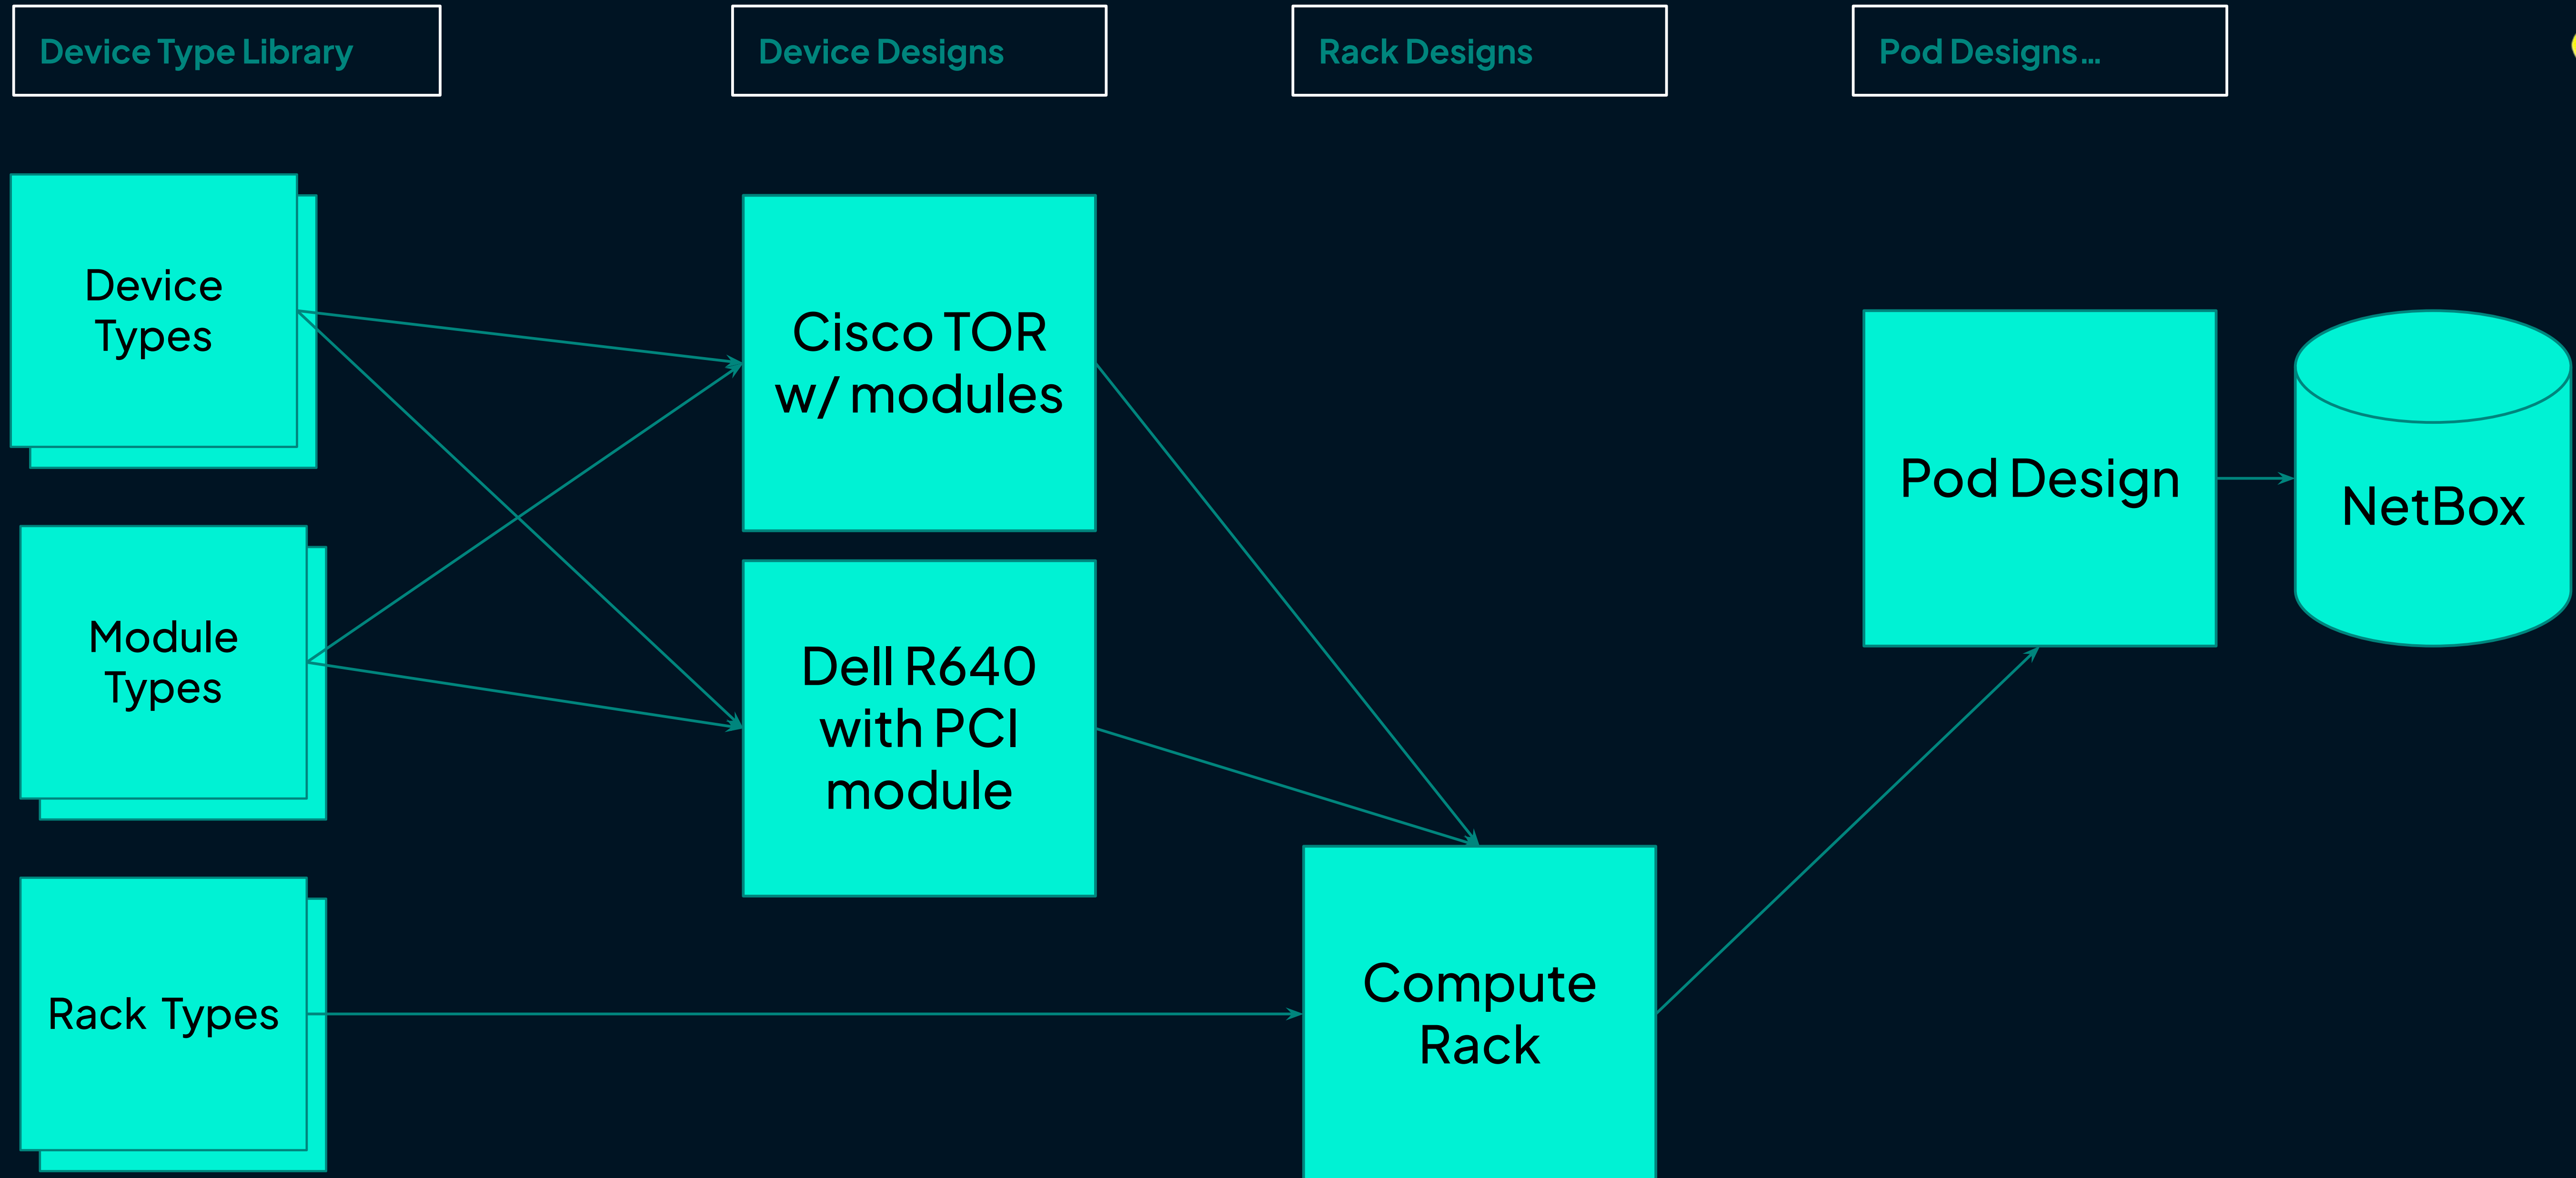 Device Type Library
Device Designs
Rack Designs
Pod Designs...
Device
Types
Cisco TOR
w/ modules
Pod Design
NetBox
Module
Types
Dell R640
with PCI
module
Rack Types
Compute
Rack